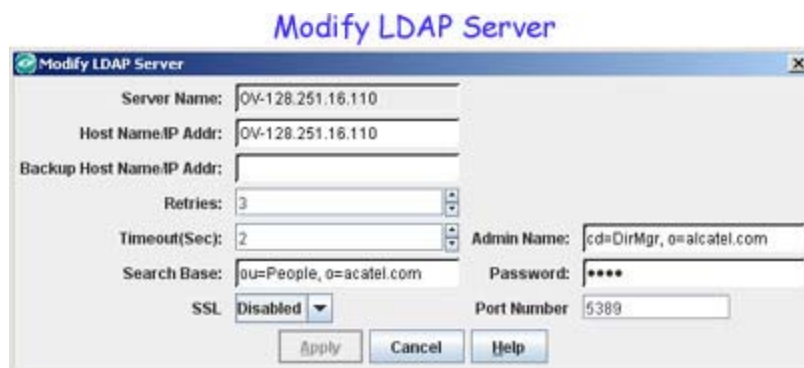 Modify LDAP Server
Modify LDAP Server
Server Name: OV-128.251.16.110
Host Name/IP Addr: OV-128.251.16.110
Backup Host Name/IP Addr:
Retries: 3
Timeout(Sec): 2 Admin Name: cd=DirMgr, o=alcatel.com
Search Base: ou=People, o=acatel.com Password: ••••
SSL Disabled Port Number 5389
Apply Cancel Help